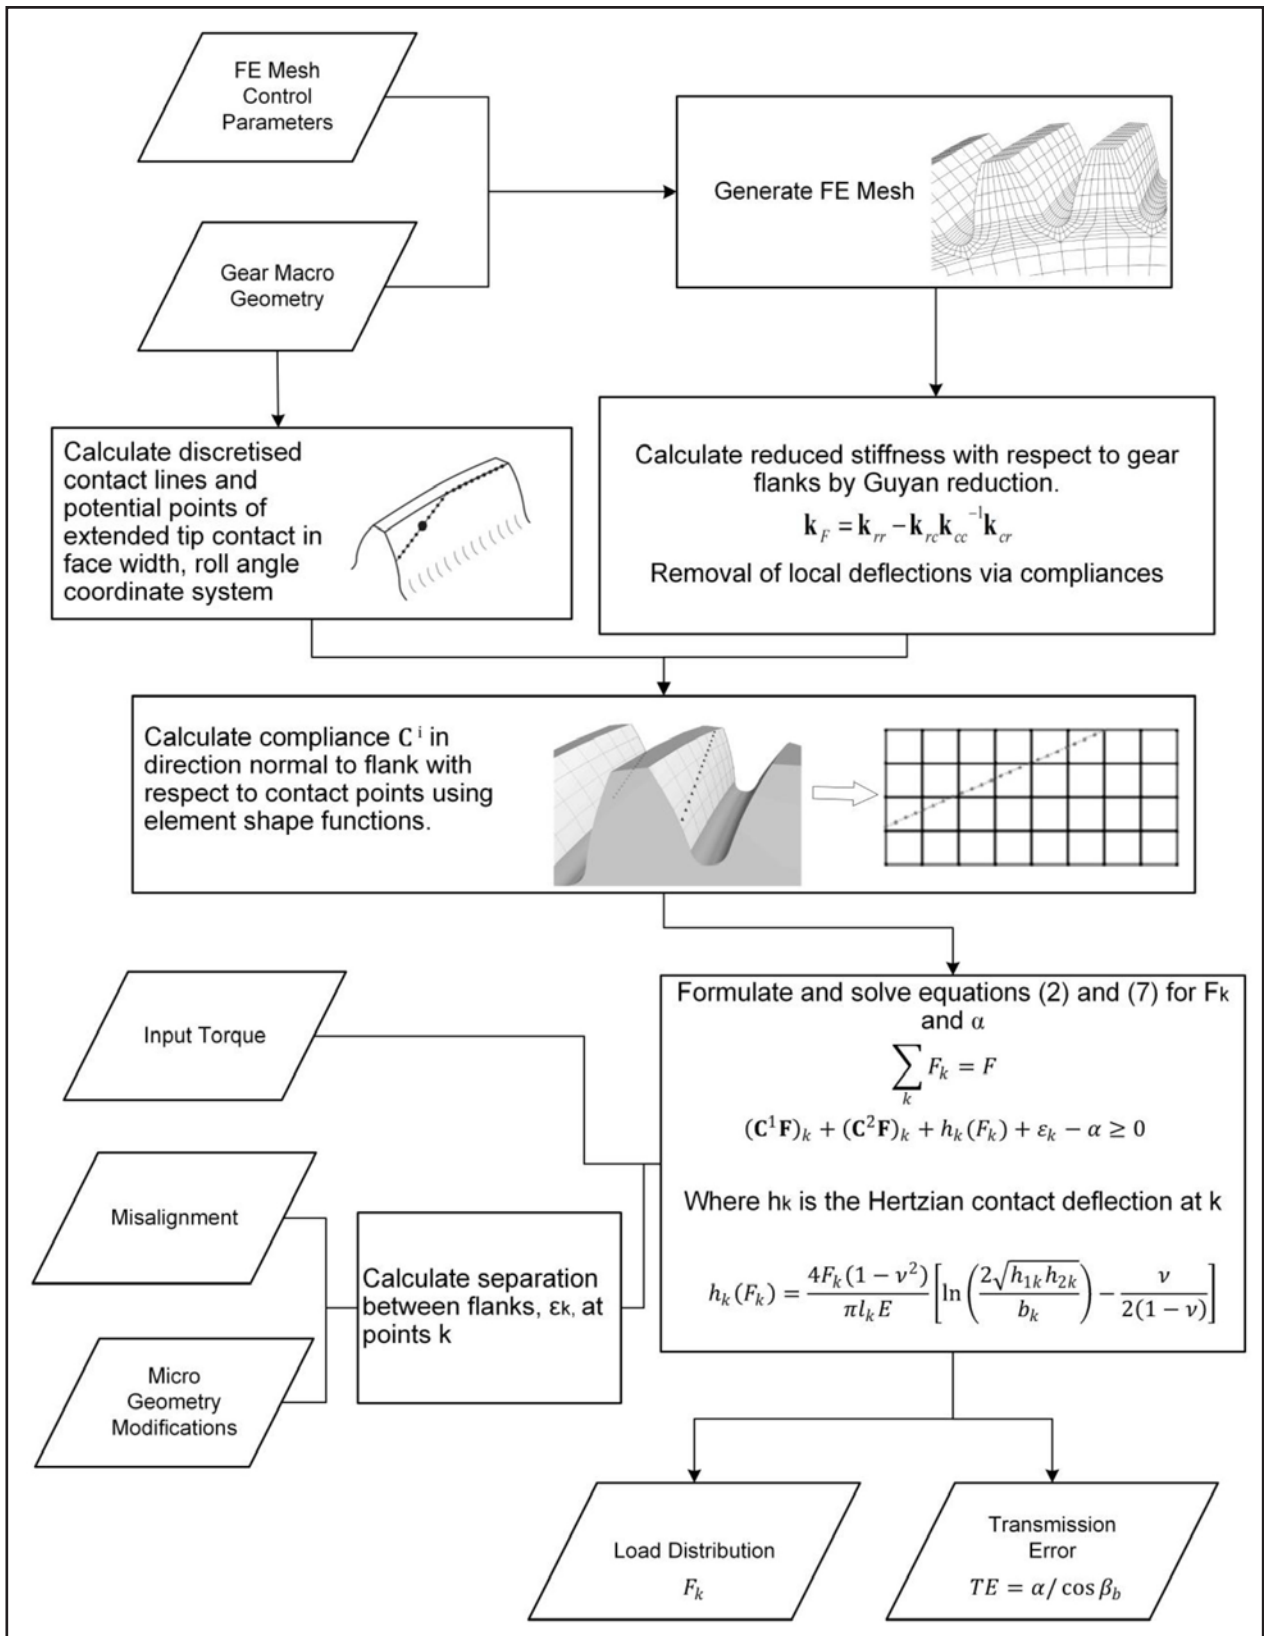 FE Mesh
Control
Parameters
Generate FE Mesh
Gear Macro
Geometry
Calculate discretised
contact lines and
potential points of
extended tip contact in
face width, roll angle
coordinate system
Calculate reduced stiffness with respect to gear
flanks by Guyan reduction.
𝐤_F = 𝐤_rr − 𝐤_rc 𝐤_cc⁻¹ 𝐤_cr
Removal of local deflections via compliances
Calculate compliance 𝐂ⁱ in
direction normal to flank with
respect to contact points using
element shape functions.
Input Torque
Formulate and solve equations (2) and (7) for Fk
and α
∑_k F_k = F
(𝐂¹𝐅)_k + (𝐂²𝐅)_k + h_k(F_k) + ε_k − α ≥ 0
Where hk is the Hertzian contact deflection at k
h_k(F_k) = 4F_k(1 − ν²) / πl_kE [ln (2√(h_1k h_2k) / b_k) − ν / 2(1 − ν)]
Misalignment
Calculate separation
between flanks, εk, at
points k
Micro
Geometry
Modifications
Load Distribution
F_k
Transmission
Error
TE = α/ cos β_b